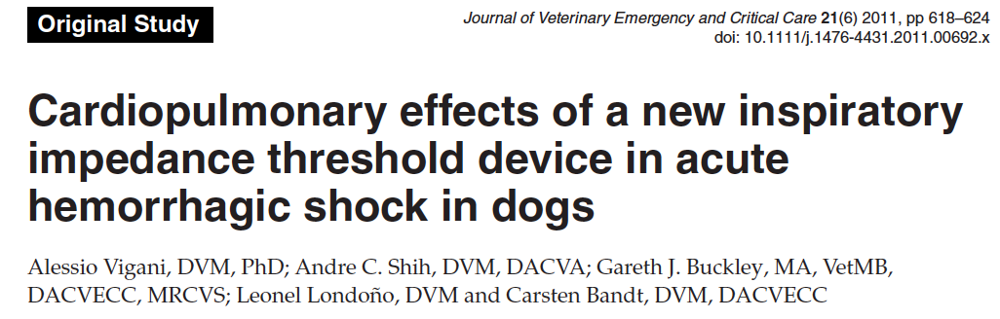 Original Study
Journal of Veterinary Emergency and Critical Care 21(6) 2011, pp 618–624
doi: 10.1111/j.1476-4431.2011.00692.x
Cardiopulmonary effects of a new inspiratory
impedance threshold device in acute
hemorrhagic shock in dogs
Alessio Vigani, DVM, PhD; Andre C. Shih, DVM, DACVA; Gareth J. Buckley, MA, VetMB,
DACVECC, MRCVS; Leonel Londoño, DVM and Carsten Bandt, DVM, DACVECC